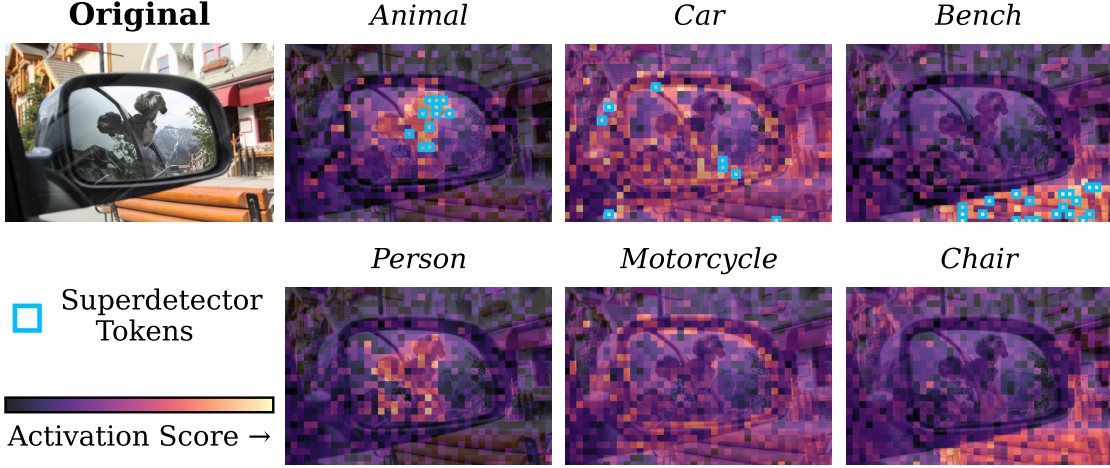 Original
Animal
Car
Bench
Person
Motorcycle
Chair
Superdetector
Tokens
Activation Score →